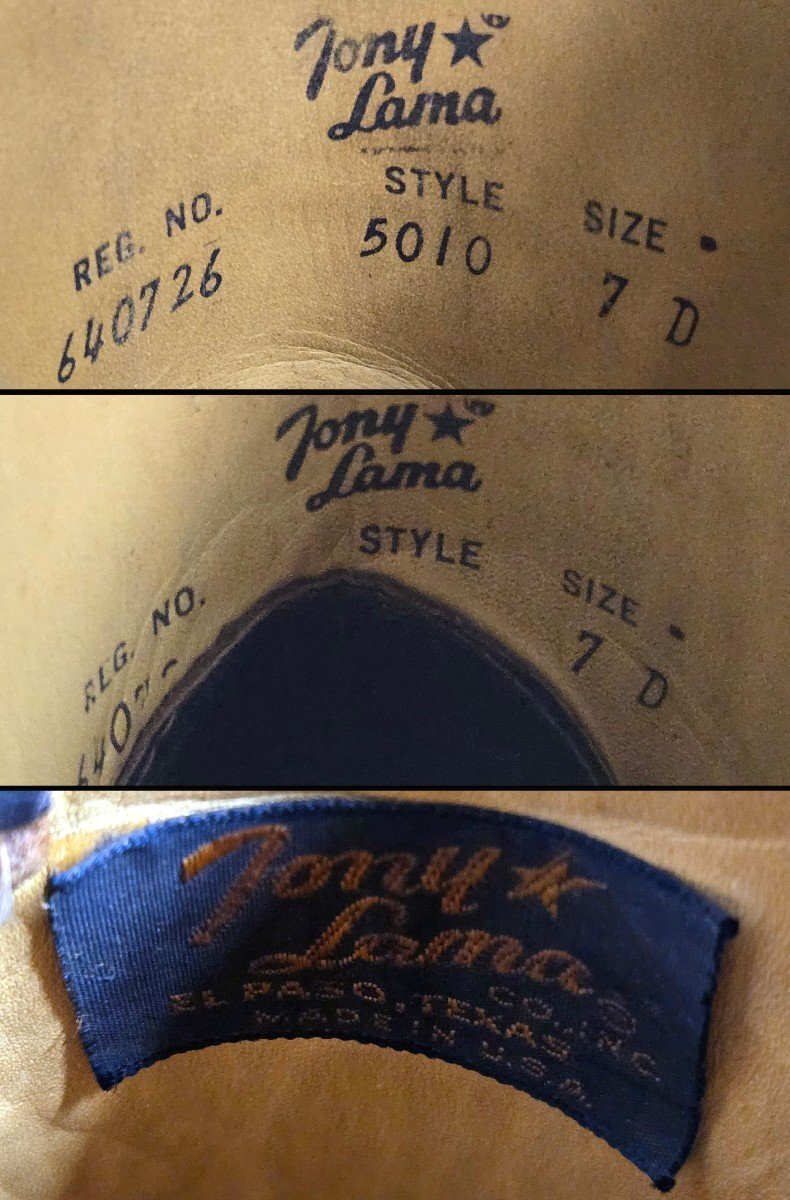 Tony ★ ®
Lama
STYLE
REG. NO.
SIZE •
640726
5010
7 D
Tony ★
Lama
STYLE
REG. NO.
SIZE •
7 D
Tony ★
Lama ®
CO., INC.
EL PASO, TEXAS
MADE IN U.S.A.